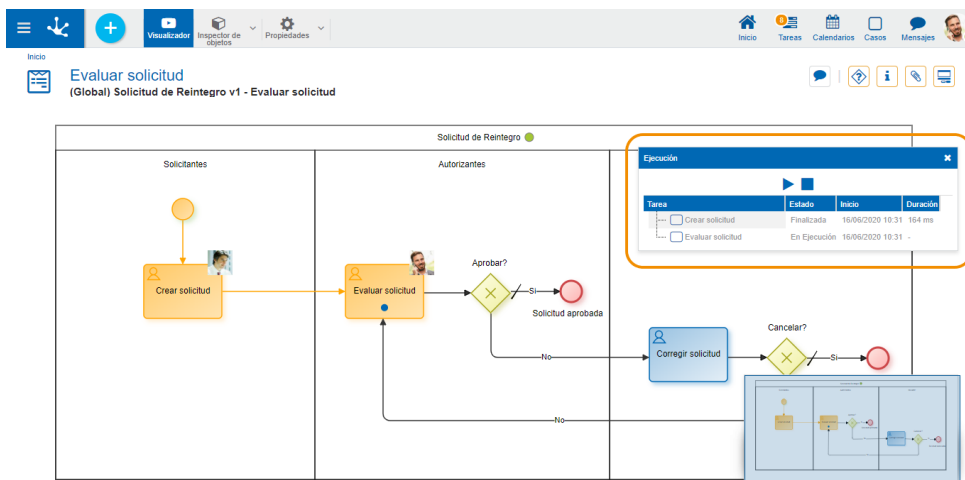 Visualizador
Inspector de
objetos
Propiedades
Inicio
8
Tareas
Calendarios
Casos
Mensajes
Inicio
Evaluar solicitud
(Global) Solicitud de Reintegro v1 - Evaluar solicitud
Solicitud de Reintegro
Solicitantes
Autorizantes
Ejecución
Tarea Estado Inicio Duración
Crear solicitud Finalizada 16/06/2020 10:31 164 ms
Evaluar solicitud En Ejecución 16/06/2020 10:31 -
Crear solicitud
Evaluar solicitud
Aprobar?
Si
Solicitud aprobada
No
Corregir solicitud
Cancelar?
Si
No